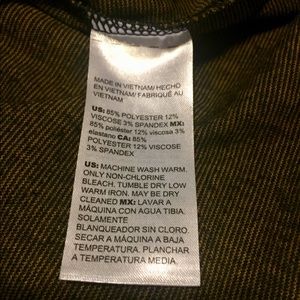 MADE IN VIETNAM/ HECHO
EN VIETNAM/ FABRIQUÉ AU
VIETNAM
US: 85% POLYESTER 12%
VISCOSE 3% SPANDEX MX:
85% poliéster 12% viscosa 3%
elastano CA: 85%
POLYESTER 12% VISCOSE
3% SPANDEX
US: MACHINE WASH WARM.
ONLY NON-CHLORINE
BLEACH. TUMBLE DRY LOW
WARM IRON. MAY BE DRY
CLEANED MX: LAVAR A
MÁQUINA CON AGUA TIBIA.
SOLAMENTE
BLANQUEADOR SIN CLORO.
SECAR A MÁQUINA A BAJA
TEMPERATURA. PLANCHAR
A TEMPERATURA MEDIA.